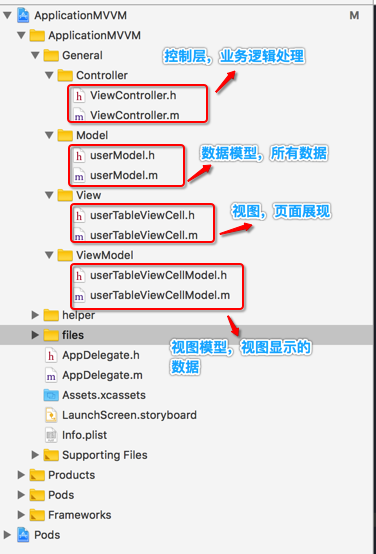 ApplicationMVVM M
ApplicationMVVM
General
控制层，业务逻辑处理
Controller
h ViewController.h
m ViewController.m
Model
h userModel.h
数据模型，所有数据
m userModel.m
View
h userTableViewCell.h
视图，页面展现
m userTableViewCell.m
ViewModel
h userTableViewCellModel.h
m userTableViewCellModel.m
helper
files
视图模型，视图显示的
数据
h AppDelegate.h
m AppDelegate.m
Assets.xcassets
LaunchScreen.storyboard
Info.plist
Supporting Files
Products
Pods
Frameworks
Pods